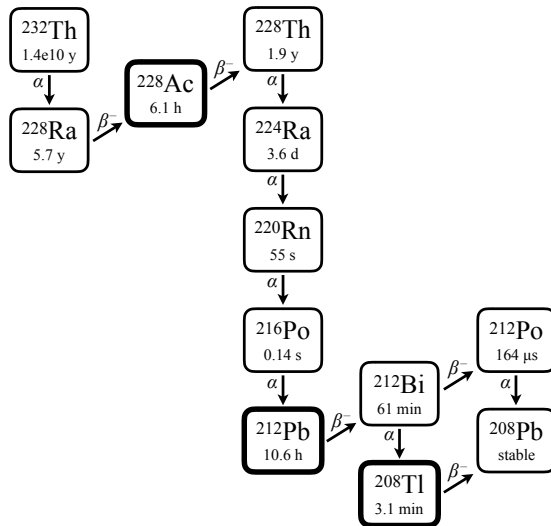 ²³²Th
1.4e10 y
α
²²⁸Ra
5.7 y
β⁻
²²⁸Ac
6.1 h
β⁻
²²⁸Th
1.9 y
α
²²⁴Ra
3.6 d
α
²²⁰Rn
55 s
α
²¹⁶Po
0.14 s
α
²¹²Pb
10.6 h
β⁻
²¹²Bi
61 min
β⁻
²¹²Po
164 μs
α
α
²⁰⁸Tl
3.1 min
β⁻
²⁰⁸Pb
stable